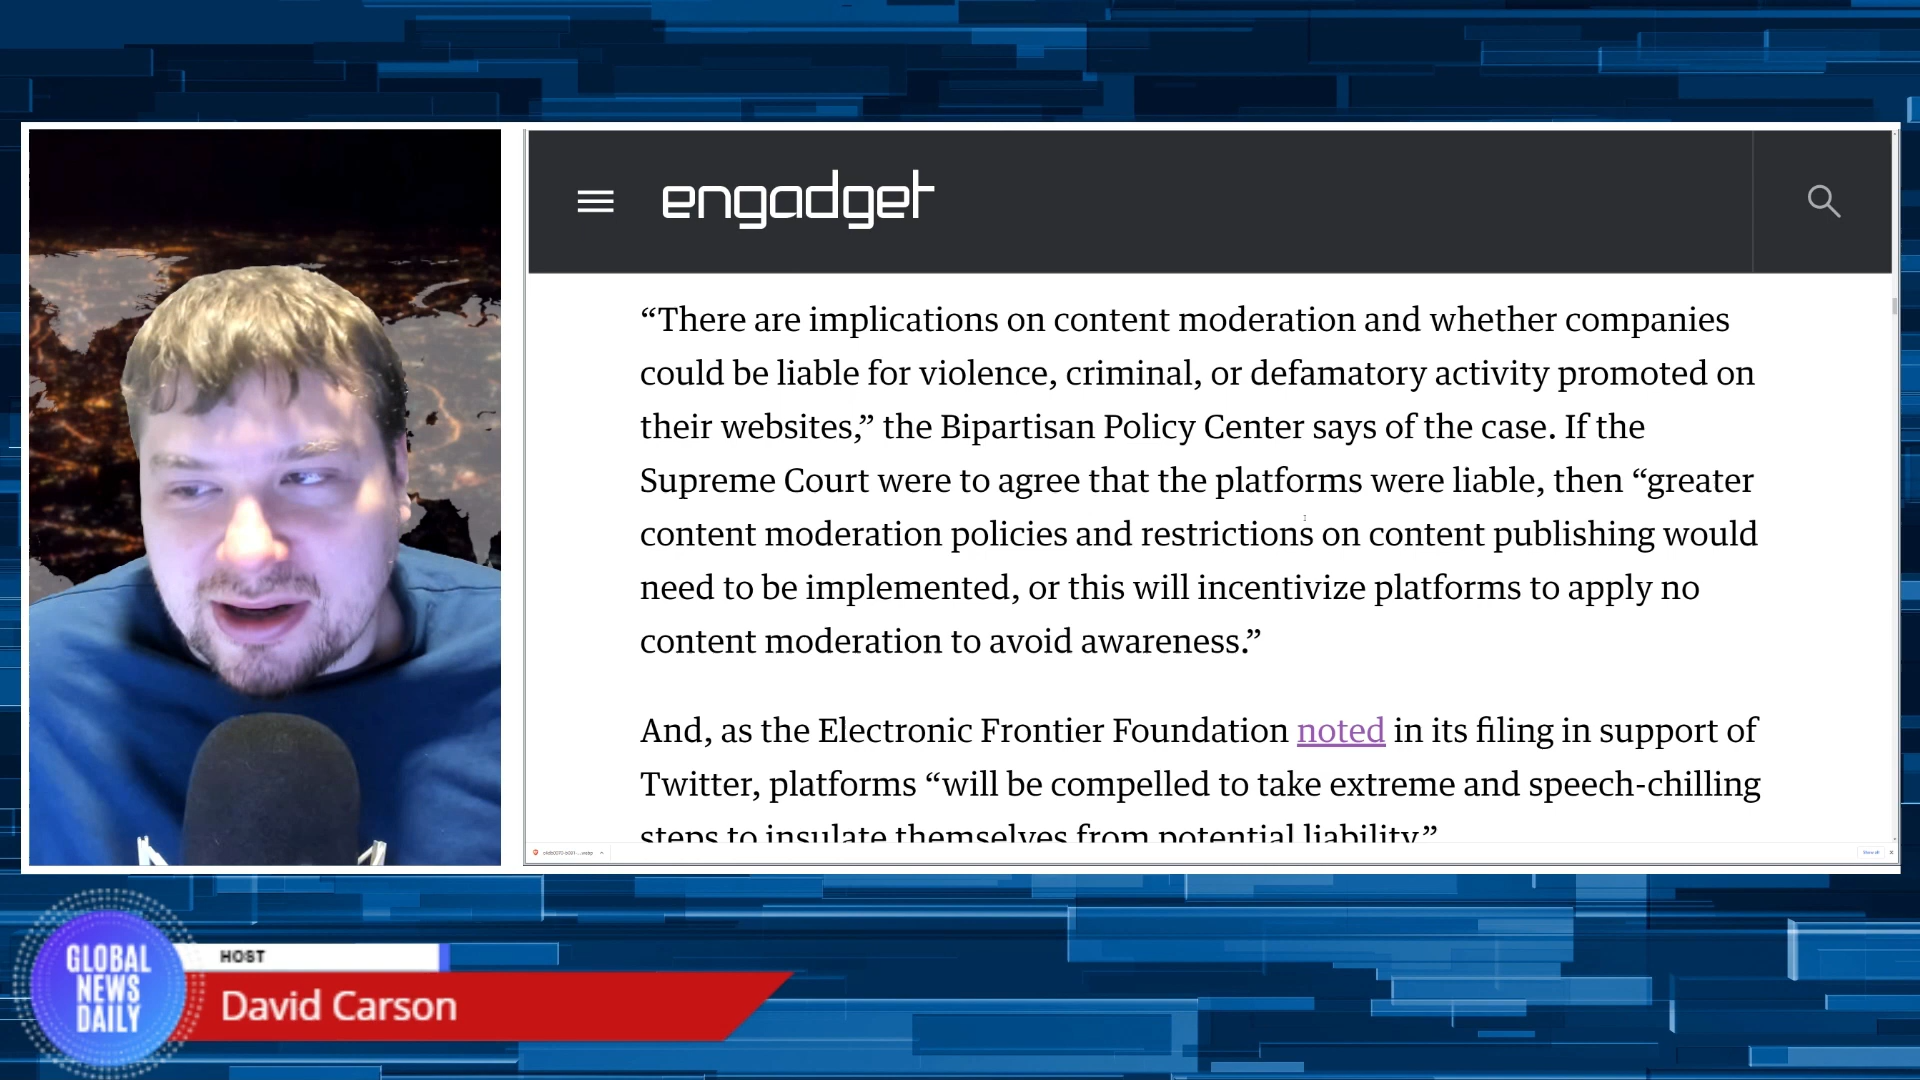 engadget
“There are implications on content moderation and whether companies
could be liable for violence, criminal, or defamatory activity promoted on
their websites,” the Bipartisan Policy Center says of the case. If the
Supreme Court were to agree that the platforms were liable, then “greater
content moderation policies and restrictions on content publishing would
need to be implemented, or this will incentivize platforms to apply no
content moderation to avoid awareness.”
And, as the Electronic Frontier Foundation noted in its filing in support of
Twitter, platforms “will be compelled to take extreme and speech-chilling
steps to insulate themselves from potential liability.”
Show all
GLOBAL
NEWS
DAILY
HOST
David Carson